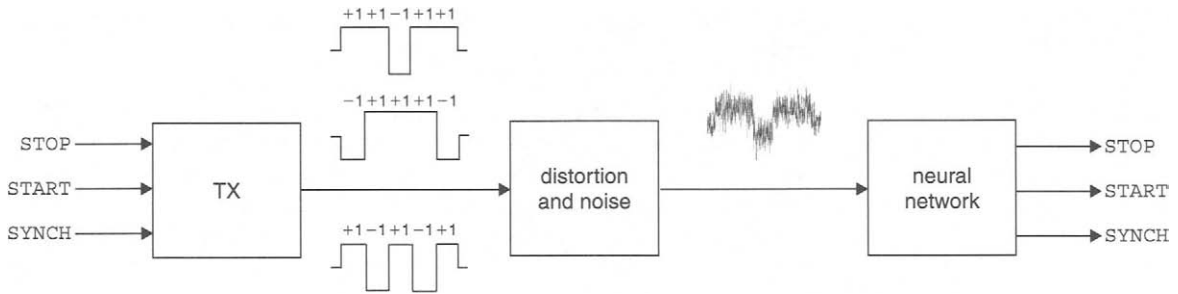 +1 +1 −1 +1 +1
−1 +1 +1 +1 −1
STOP
START
SYNCH
TX
+1 −1 +1 −1 +1
distortion
and noise
neural
network
STOP
START
SYNCH